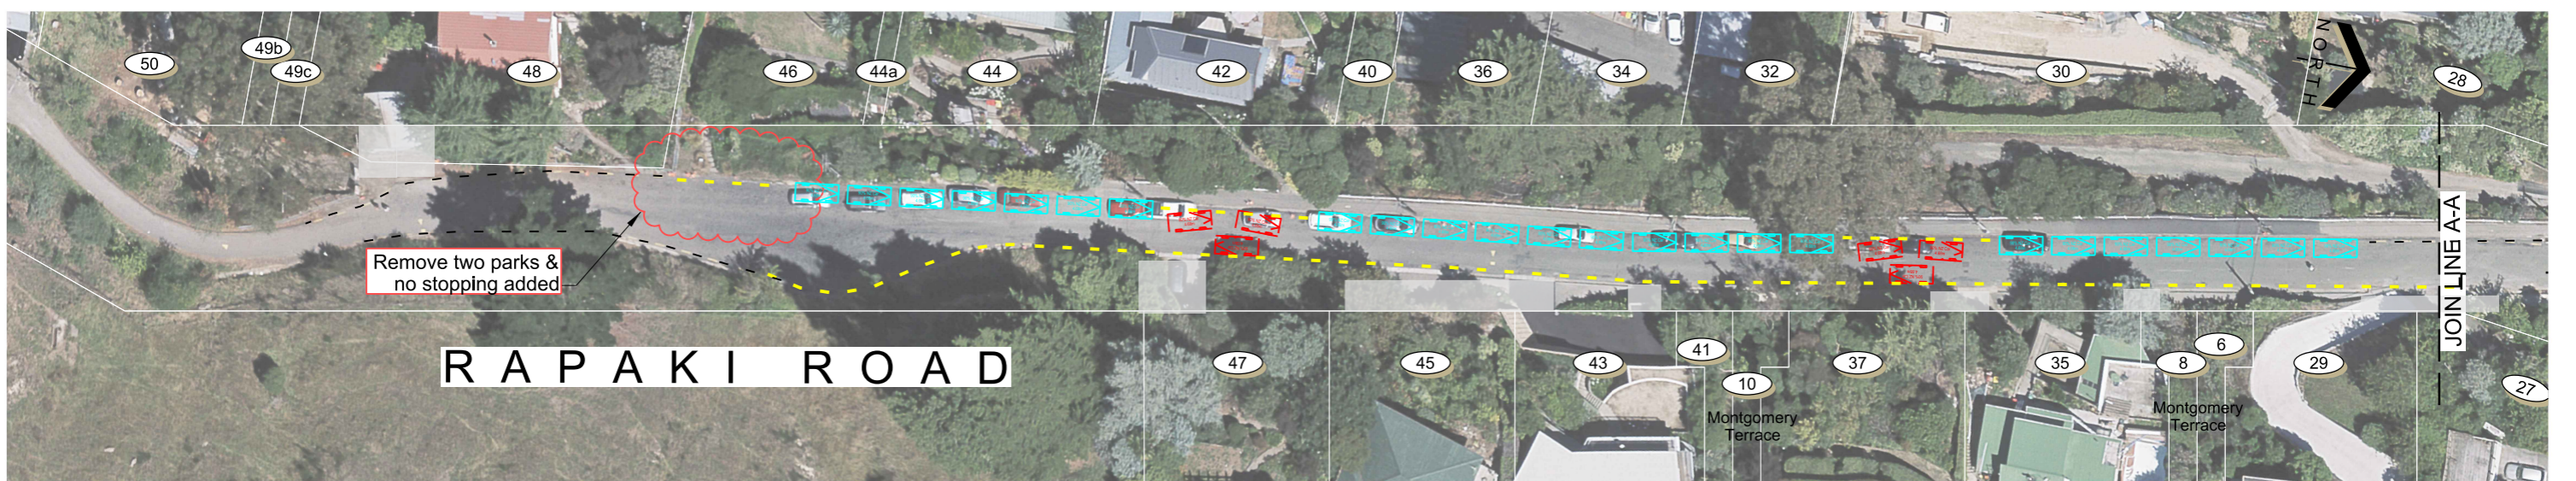 50
49b
49c
48
46
44a
44
42
40
36
34
32
30
NORTH
28
Remove two parks &
no stopping added
RAPAKI ROAD
47
45
43
41
10
Montgomery
Terrace
37
35
8
6
Montgomery
Terrace
29
27
JOIN LINE A-A